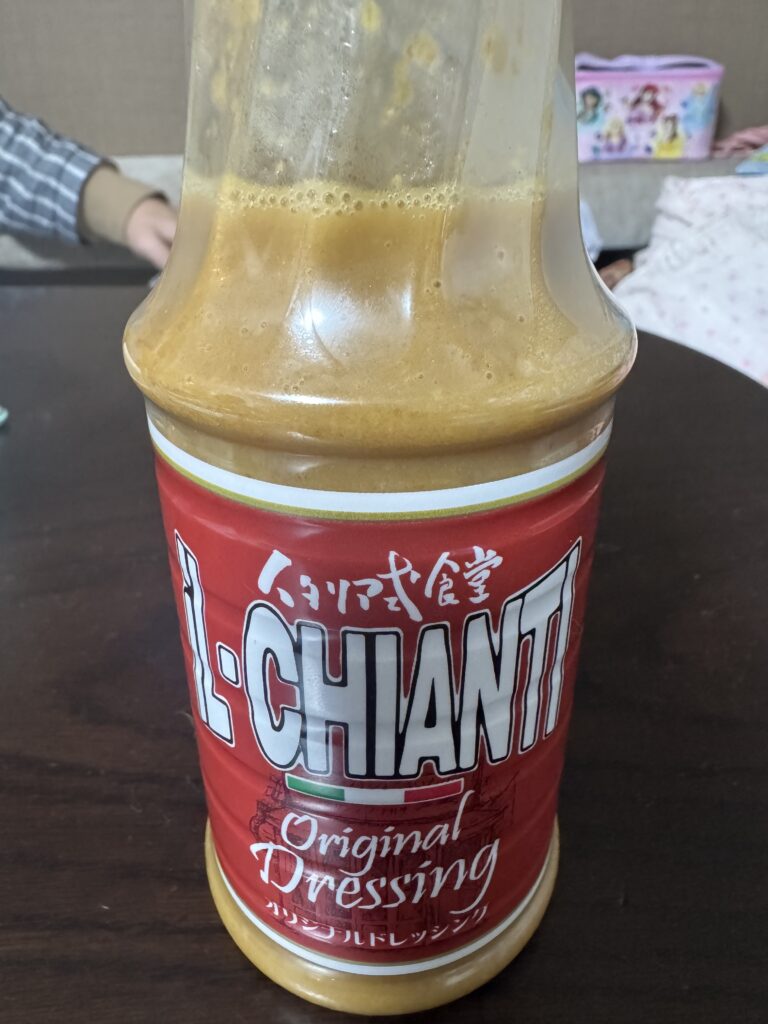 イタリア式食堂
iL・CHIANTI
Original
Dressing
オリジナルドレッシング